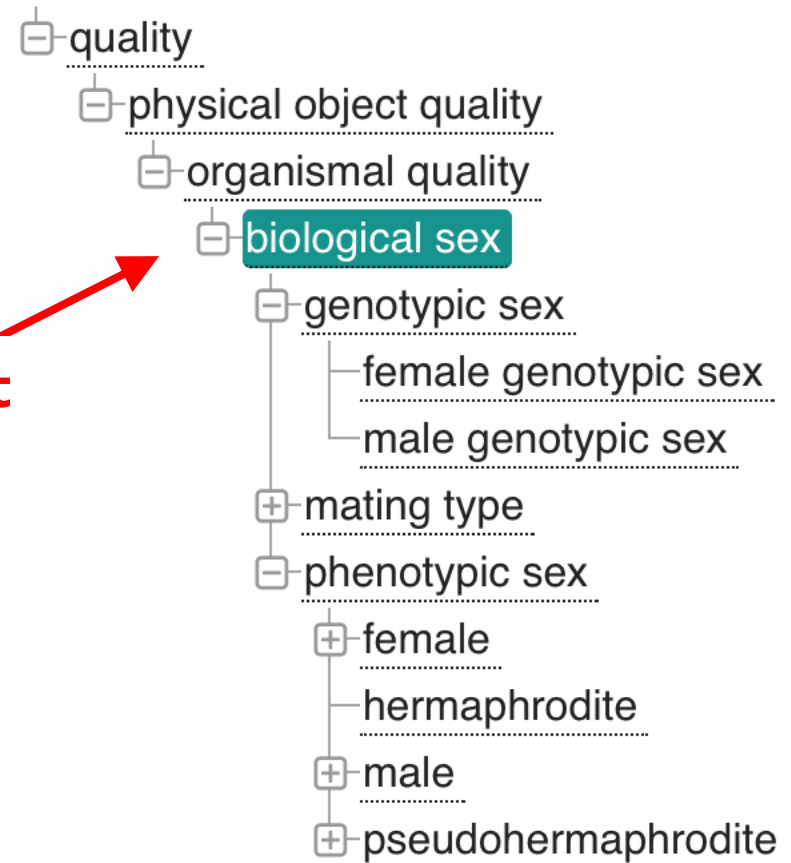 quality
physical object quality
organismal quality
biological sex
genotypic sex
female genotypic sex
male genotypic sex
mating type
phenotypic sex
female
hermaphrodite
male
pseudohermaphrodite